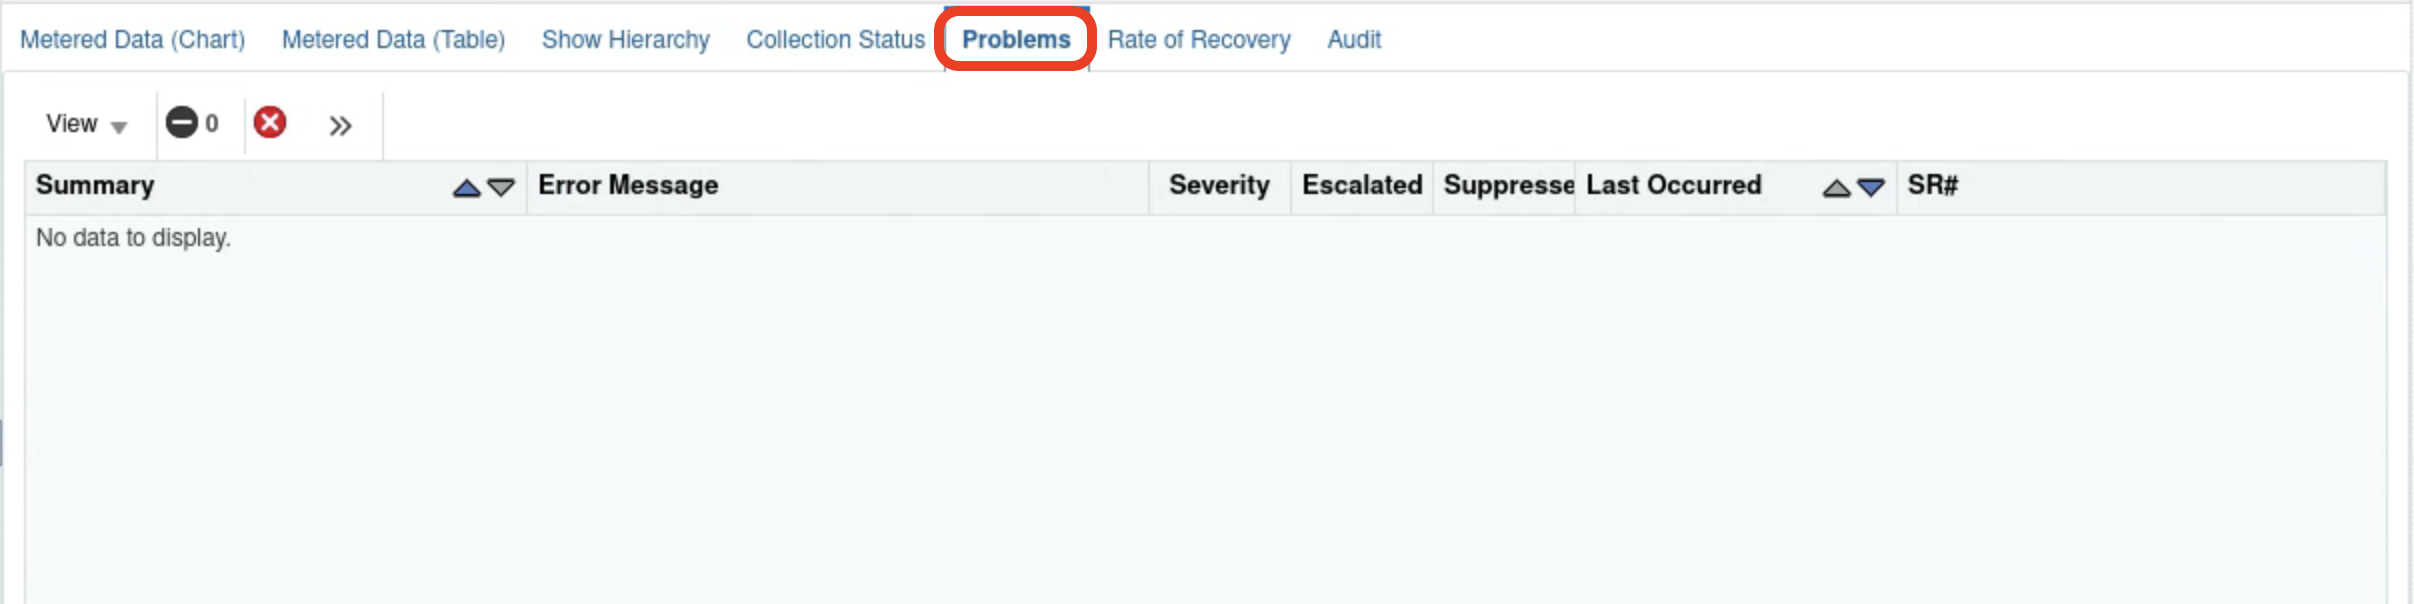 Metered Data (Chart) Metered Data (Table) Show Hierarchy Collection Status Problems Rate of Recovery Audit
View 0
Summary Error Message Severity Escalated Suppresse Last Occurred SR#
No data to display.